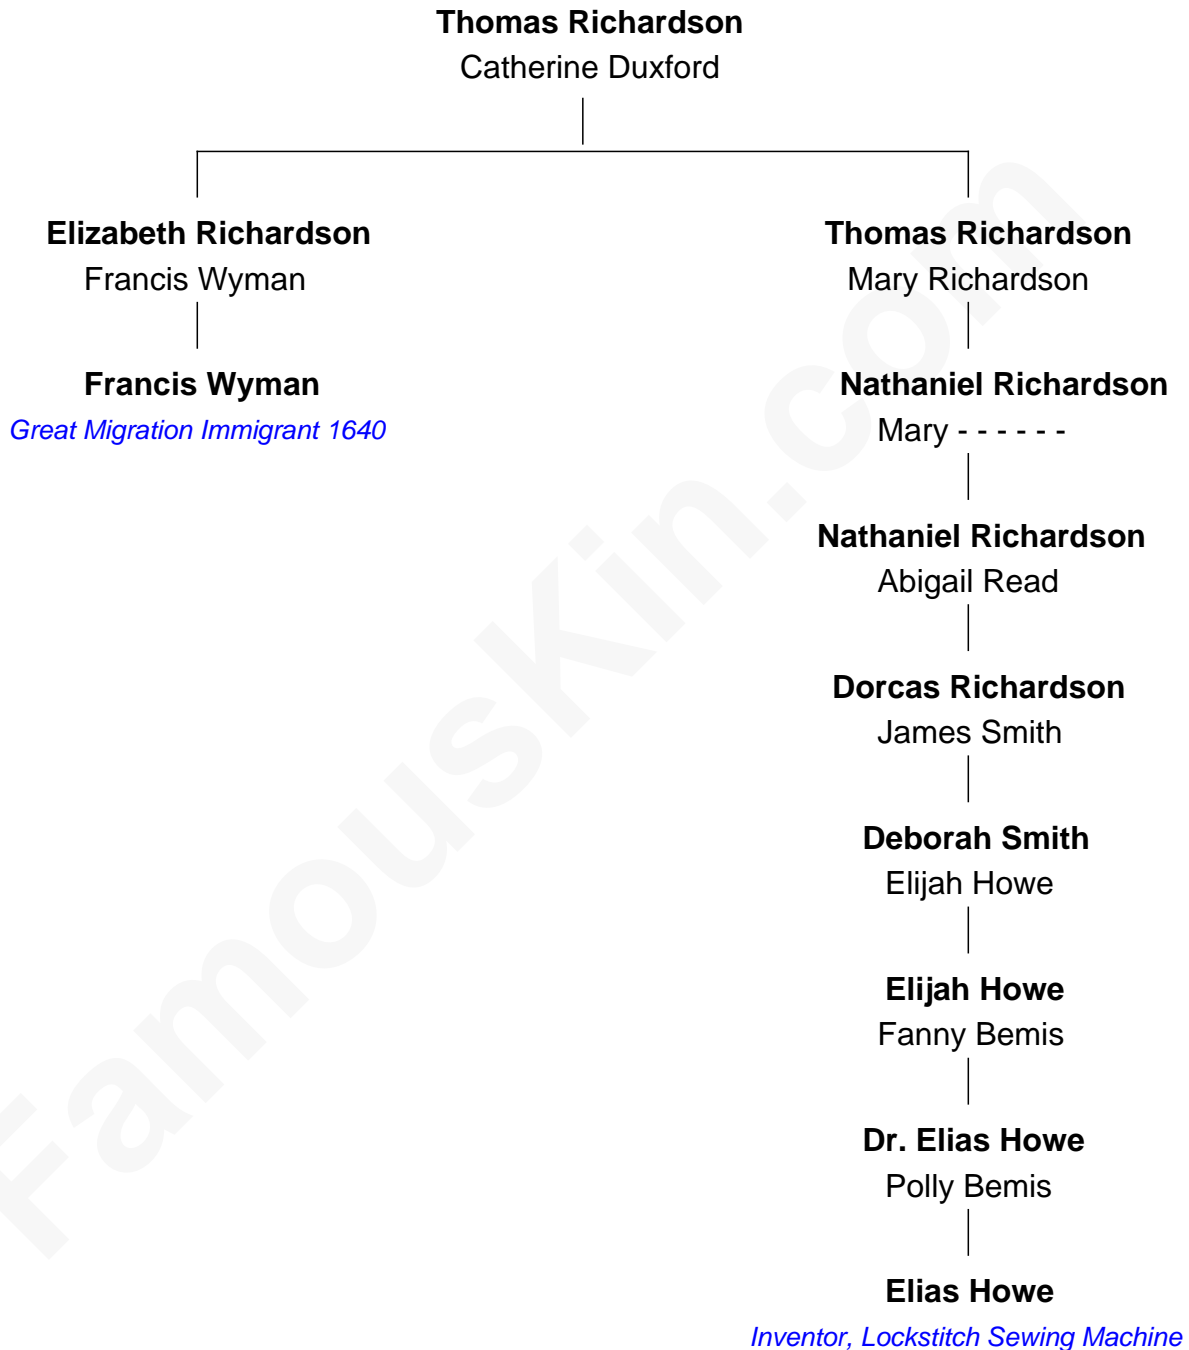 Thomas Richardson
Catherine Duxford
Elizabeth Richardson
Francis Wyman
Francis Wyman
Great Migration Immigrant 1640
Thomas Richardson
Mary Richardson
Nathaniel Richardson
Mary - - - - - -
Nathaniel Richardson
Abigail Read
Dorcas Richardson
James Smith
Deborah Smith
Elijah Howe
Elijah Howe
Fanny Bemis
Dr. Elias Howe
Polly Bemis
Elias Howe
Inventor, Lockstitch Sewing Machine
FamousKin.com